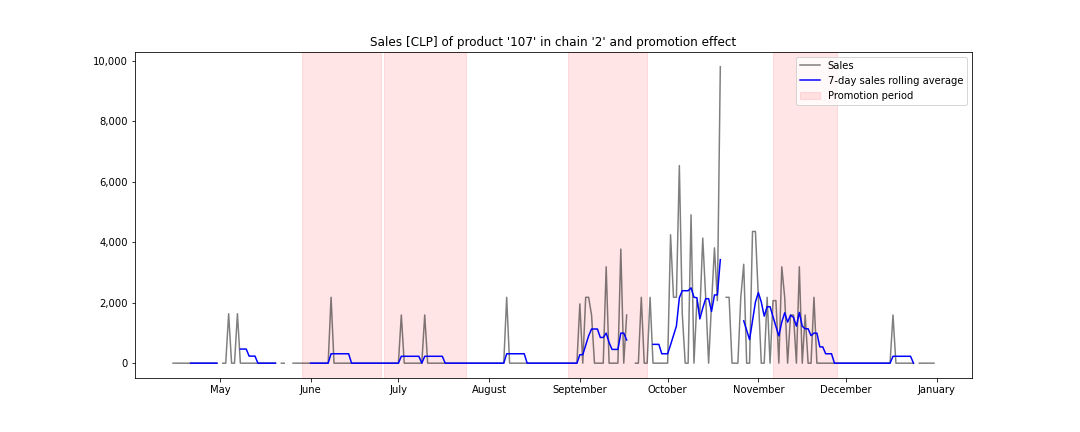 Sales [CLP] of product '107' in chain '2' and promotion effect
10,000
8,000
6,000
4,000
2,000
0
Sales
7-day sales rolling average
Promotion period
May
June
July
August
September
October
November
December
January